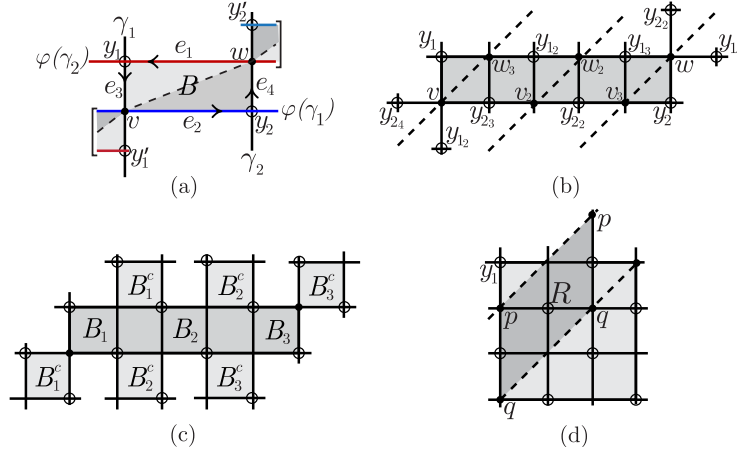 γ₁
y′₂
y₁
e₁
w
φ(γ₂)
e₃
B
e₄
v
e₂
y₂
φ(γ₁)
y′₁
γ₂
(a)
y₂₂
y₁
y₁₂
y₁₃
w₃
w₂
w
y₁
v
v₂
v₃
y₂
y₂₄
y₂₃
y₂₂
y₁₂
(b)
B₁ᶜ
B₂ᶜ
B₃ᶜ
B₁
B₂
B₃
B₁ᶜ
B₂ᶜ
B₃ᶜ
(c)
p
y₁
R
p
q
q
(d)